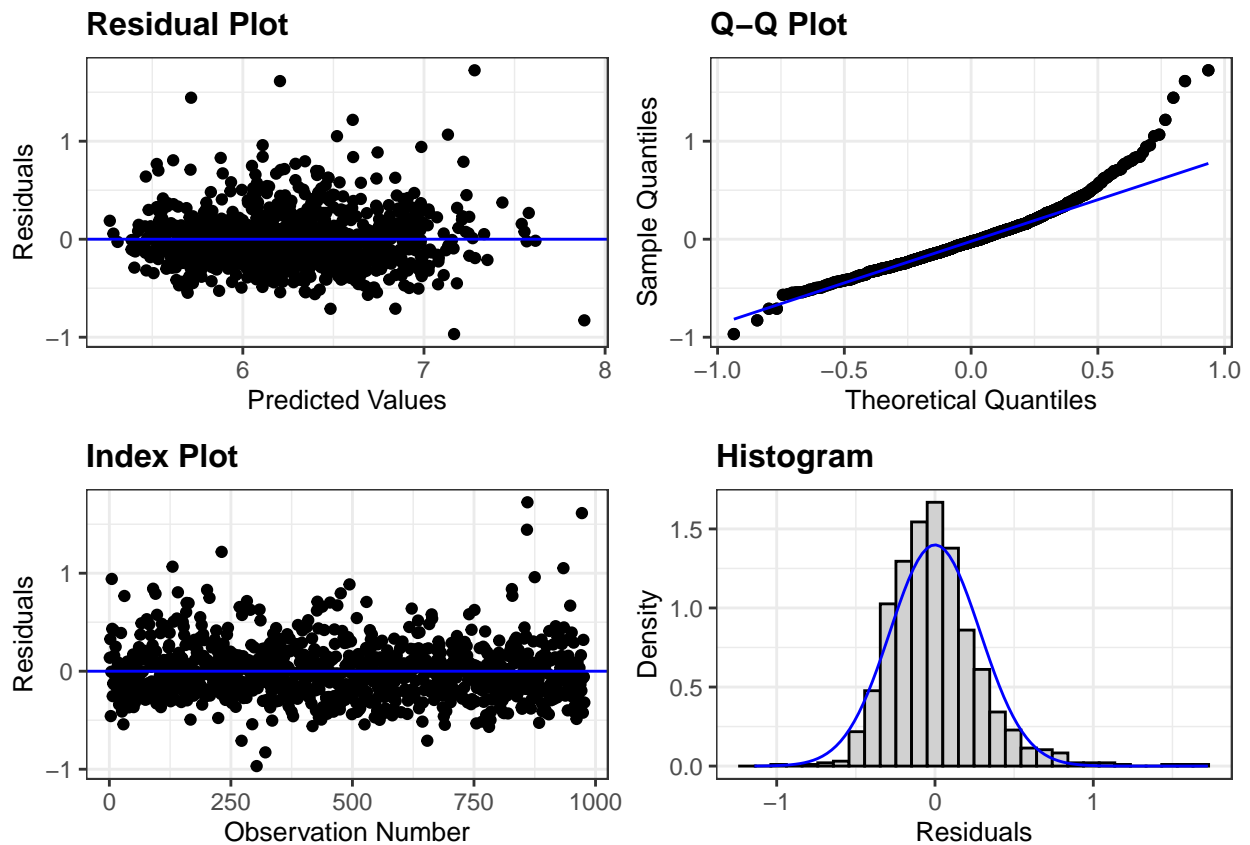 Residual Plot
Residuals
1
0
−1
6
7
8
Predicted Values
Q−Q Plot
Sample Quantiles
1
0
−1
−1.0
−0.5
0.0
0.5
1.0
Theoretical Quantiles
Index Plot
Residuals
1
0
−1
0
250
500
750
1000
Observation Number
Histogram
Density
1.5
1.0
0.5
0.0
−1
0
1
Residuals